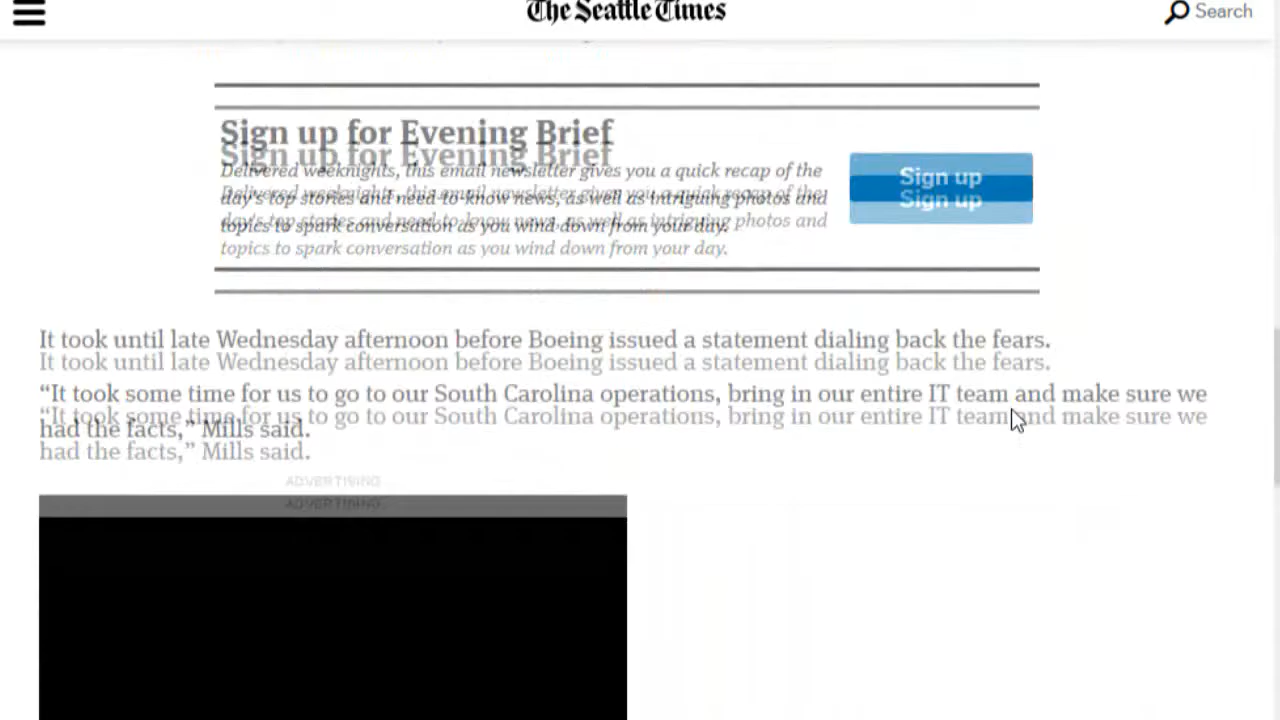 The Seattle Times
Search
Sign up for Evening Brief
Delivered weeknights, this email newsletter gives you a quick recap of the
day's top stories and need-to-know news, as well as intriguing photos and
topics to spark conversation as you wind down from your day.
Sign up
It took until late Wednesday afternoon before Boeing issued a statement dialing back the fears.
“It took some time for us to go to our South Carolina operations, bring in our entire IT team and make sure we
had the facts,” Mills said.
ADVERTISING